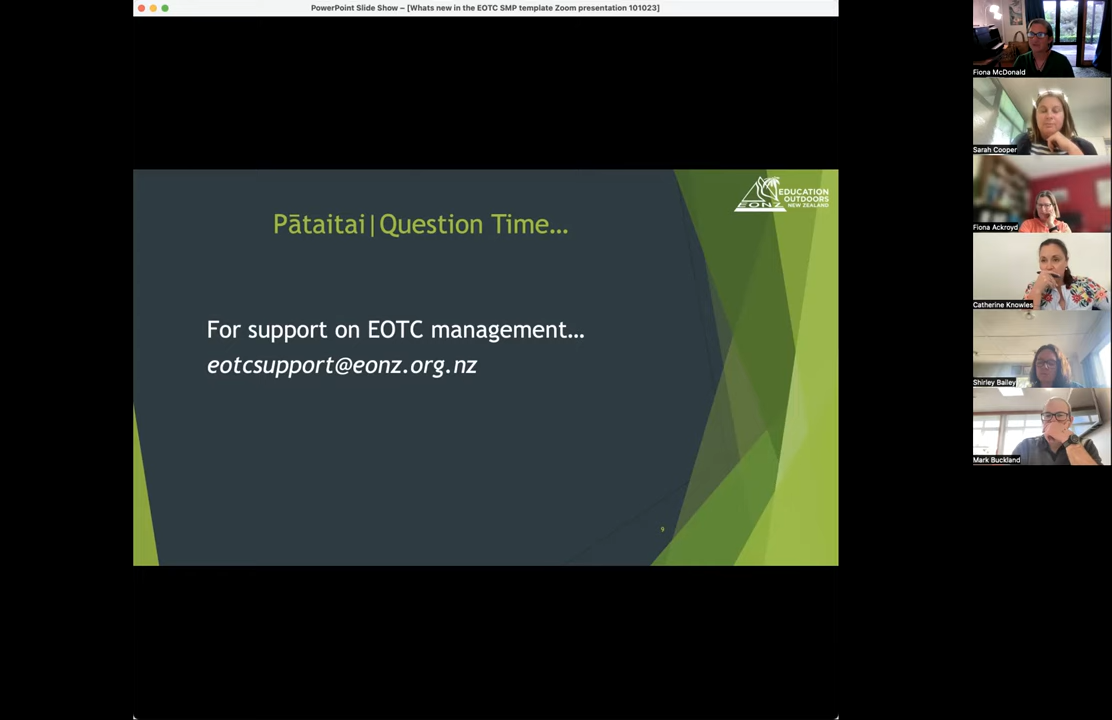 PowerPoint Slide Show – [Whats new in the EOTC SMP template Zoom presentation 101023]
EONZ
EDUCATION
OUTDOORS
NEW ZEALAND
Pātaitai|Question Time…
For support on EOTC management…
eotcsupport@eonz.org.nz
9
Fiona McDonald
Sarah Cooper
Fiona Ackroyd
Catherine Knowles
Shirley Bailey
Mark Buckland